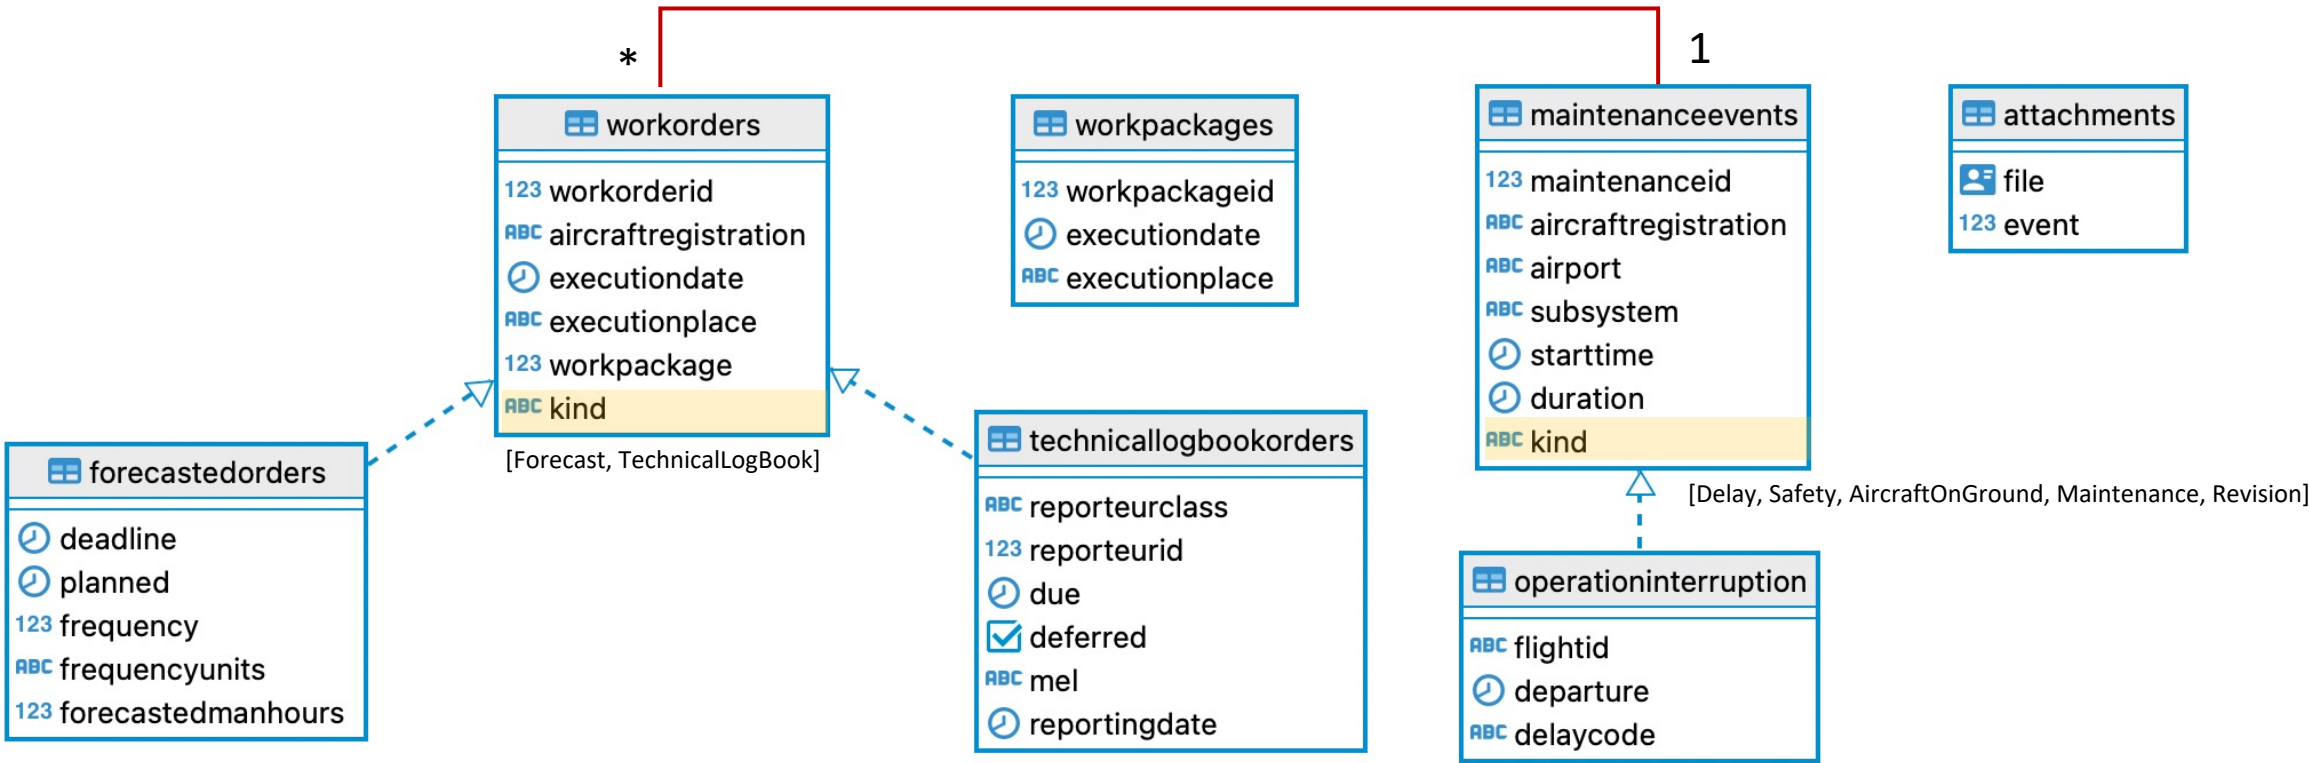 *
1
workorders
123 workorderid
ABC aircraftregistration
executiondate
ABC executionplace
123 workpackage
ABC kind
[Forecast, TechnicalLogBook]
workpackages
123 workpackageid
executiondate
ABC executionplace
maintenanceevents
123 maintenanceid
ABC aircraftregistration
ABC airport
ABC subsystem
starttime
duration
ABC kind
[Delay, Safety, AircraftOnGround, Maintenance, Revision]
attachments
file
123 event
forecastedorders
deadline
planned
123 frequency
ABC frequencyunits
123 forecastedmanhours
technicallogbookorders
ABC reporteurclass
123 reporteurid
due
deferred
ABC mel
reportingdate
operationinterruption
ABC flightid
departure
ABC delaycode